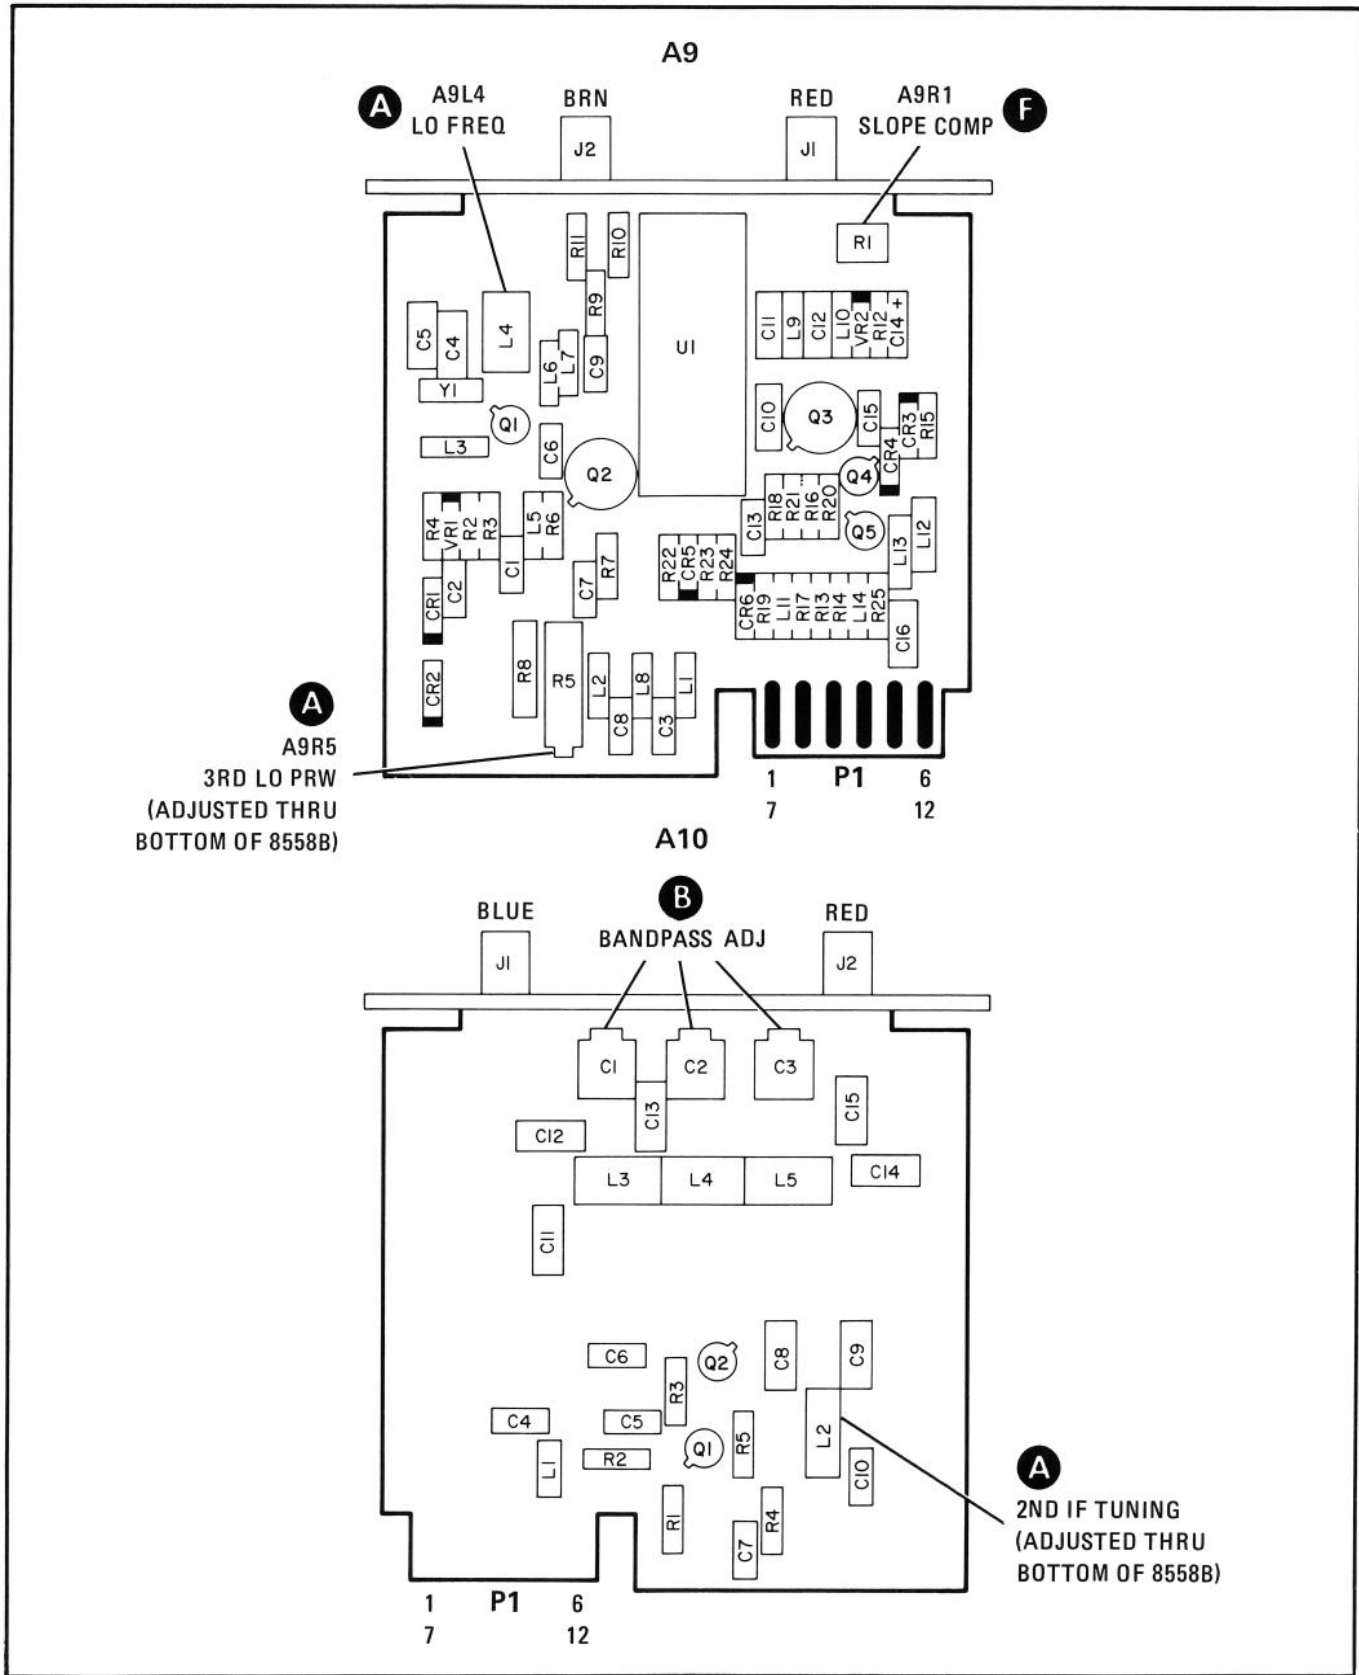 A9
A
A9L4
LO FREQ
BRN
RED
A9R1
SLOPE COMP
F
J2
J1
R11
R10
R1
R9
C5
C4
L4
L6
L7
C9
U1
C11
L9
C12
L10
VR2
R12
C14 +
Y1
Q1
L3
C6
Q2
C10
Q3
C15
CR4
CR3
R15
Q4
R4
VR1
R2
R3
C1
L5
R6
C13
R18
R21
R16
R20
Q5
L13
L12
CR1
C2
C7
R7
R22
CR5
R23
R24
CR6
R19
L11
R17
R13
R14
L14
R25
C16
CR2
R8
R5
L2
C8
L8
C3
L1
A
A9R5
3RD LO PRW
(ADJUSTED THRU
BOTTOM OF 8558B)
1 P1 6
7 12
A10
BLUE
B
BANDPASS ADJ
RED
J1
J2
C1
C2
C3
C13
C15
C12
L3
L4
L5
C14
C11
C6
R3
Q2
C8
C9
C4
C5
R2
L1
Q1
R5
L2
C10
R1
C7
R4
A
2ND IF TUNING
(ADJUSTED THRU
BOTTOM OF 8558B)
1 P1 6
7 12